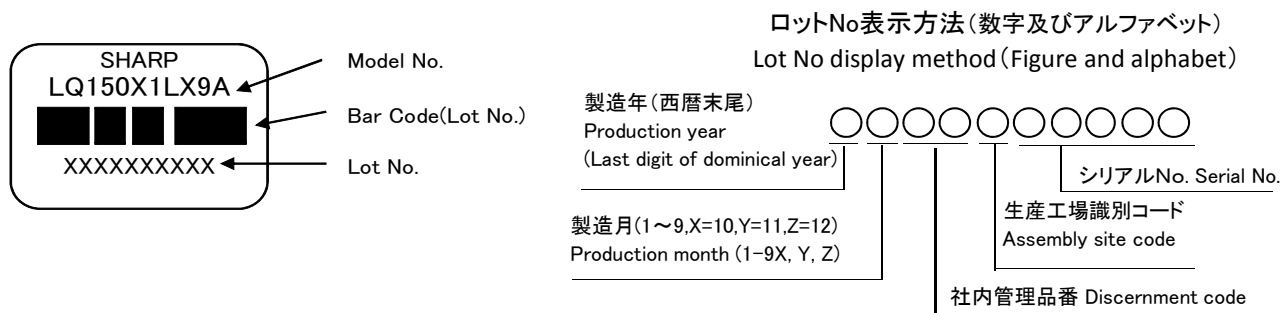 SHARP
LQ150X1LX9A
XXXXXXXXXX
Model No.
Bar Code(Lot No.)
Lot No.
ロットNo表示方法(数字及びアルファベット)
Lot No display method(Figure and alphabet)
製造年(西暦末尾)
Production year
(Last digit of dominical year)
○○○○○○○○○○
シリアルNo. Serial No.
製造月(1~9,X=10,Y=11,Z=12)
Production month (1-9X, Y, Z)
生産工場識別コード
Assembly site code
社内管理品番 Discernment code